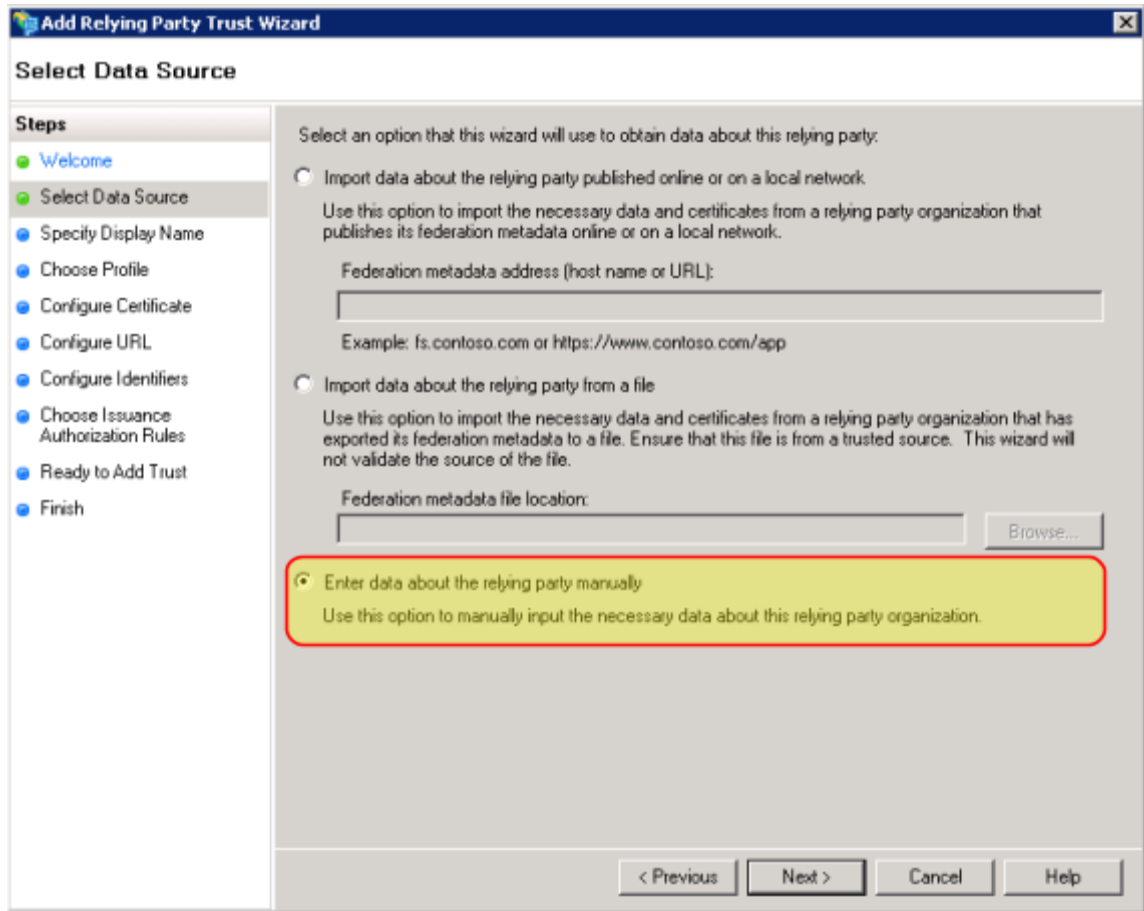 Add Relying Party Trust Wizard
Select Data Source
Steps
Welcome
Select Data Source
Specify Display Name
Choose Profile
Configure Certificate
Configure URL
Configure Identifiers
Choose Issuance
Authorization Rules
Ready to Add Trust
Finish
Select an option that this wizard will use to obtain data about this relying party:
Import data about the relying party published online or on a local network
Use this option to import the necessary data and certificates from a relying party organization that
publishes its federation metadata online or on a local network.
Federation metadata address (host name or URL):
Example: fs.contoso.com or https://www.contoso.com/app
Import data about the relying party from a file
Use this option to import the necessary data and certificates from a relying party organization that has
exported its federation metadata to a file. Ensure that this file is from a trusted source. This wizard will
not validate the source of the file.
Federation metadata file location:
Browse...
Enter data about the relying party manually
Use this option to manually input the necessary data about this relying party organization.
< Previous
Next >
Cancel
Help